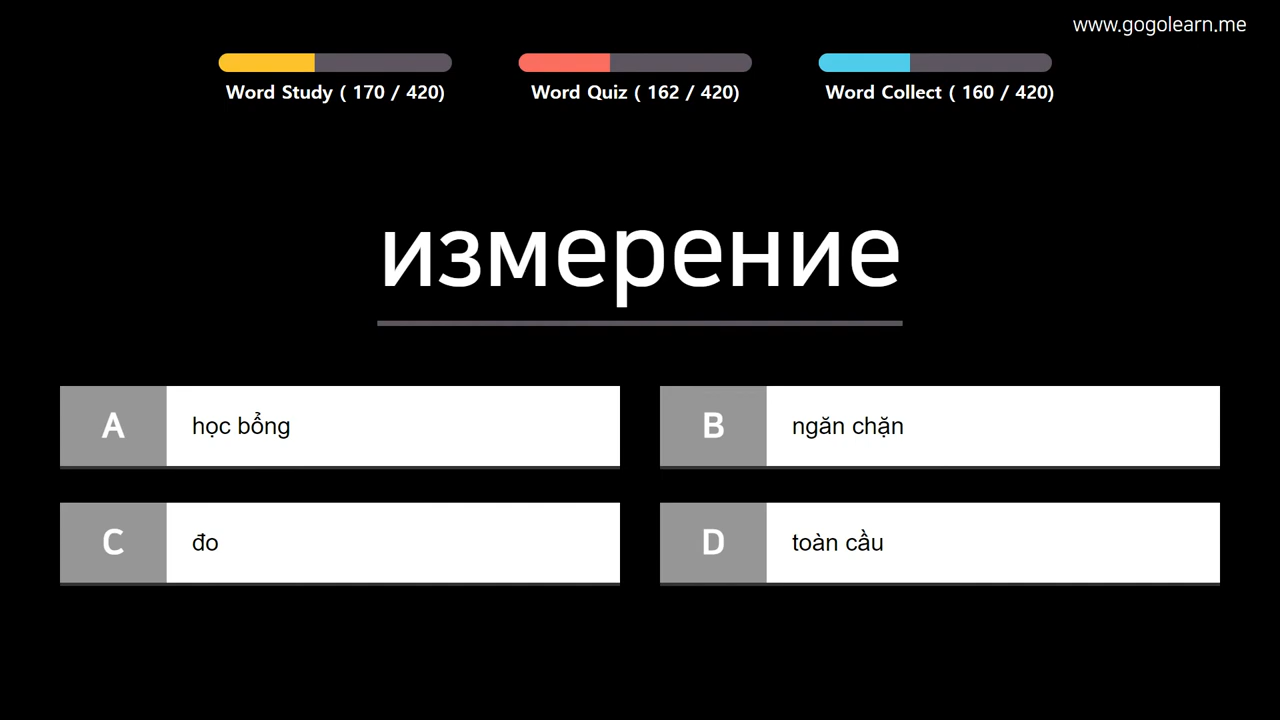 www.gogolearn.me
Word Study ( 170 / 420)
Word Quiz ( 162 / 420)
Word Collect ( 160 / 420)
измерение
A học bổng
B ngăn chặn
C đo
D toàn cầu